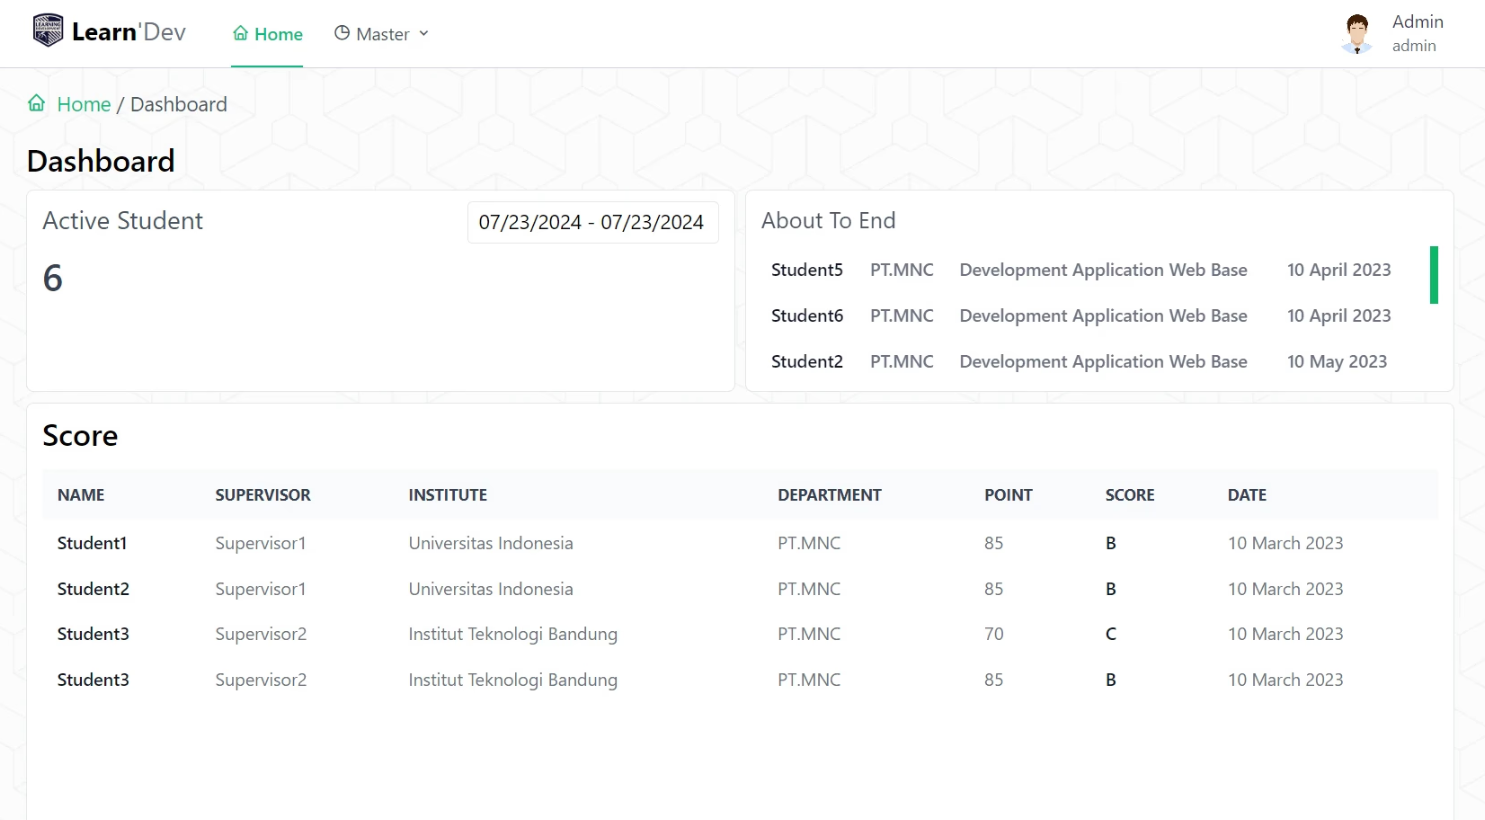 Learn'Dev Home Master Admin
admin
Home / Dashboard
Dashboard
Active Student 07/23/2024 - 07/23/2024
6
About To End
Student5 PT.MNC Development Application Web Base 10 April 2023
Student6 PT.MNC Development Application Web Base 10 April 2023
Student2 PT.MNC Development Application Web Base 10 May 2023
Score
NAME SUPERVISOR INSTITUTE DEPARTMENT POINT SCORE DATE
Student1 Supervisor1 Universitas Indonesia PT.MNC 85 B 10 March 2023
Student2 Supervisor1 Universitas Indonesia PT.MNC 85 B 10 March 2023
Student3 Supervisor2 Institut Teknologi Bandung PT.MNC 70 C 10 March 2023
Student3 Supervisor2 Institut Teknologi Bandung PT.MNC 85 B 10 March 2023